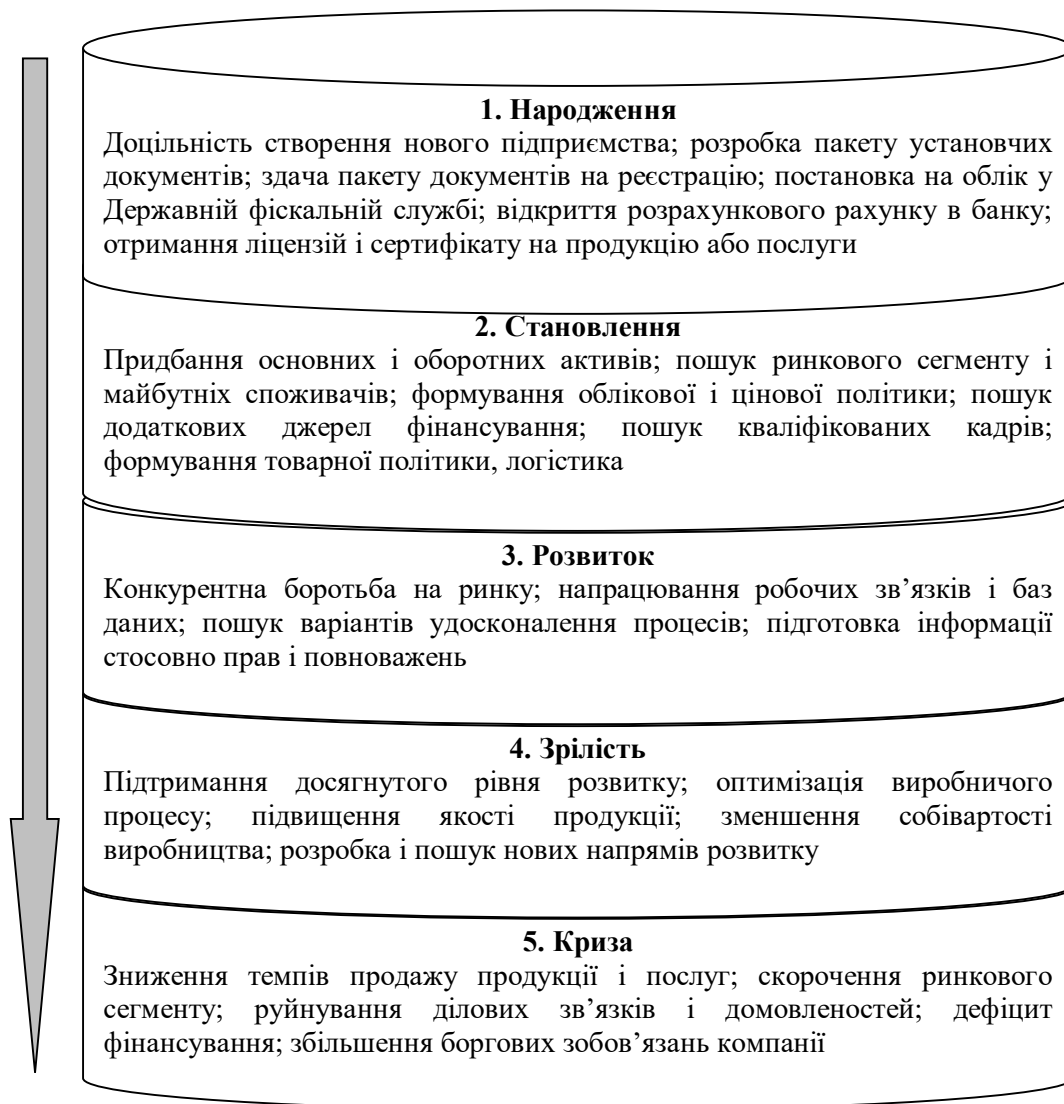 1. Народження
Доцільність створення нового підприємства; розробка пакету установчих
документів; здача пакету документів на реєстрацію; постановка на облік у
Державній фіскальній службі; відкриття розрахункового рахунку в банку;
отримання ліцензій і сертифікату на продукцію або послуги
2. Становлення
Придбання основних і оборотних активів; пошук ринкового сегменту і
майбутніх споживачів; формування облікової і цінової політики; пошук
додаткових джерел фінансування; пошук кваліфікованих кадрів;
формування товарної політики, логістика
3. Розвиток
Конкурентна боротьба на ринку; напрацювання робочих зв’язків і баз
даних; пошук варіантів удосконалення процесів; підготовка інформації
стосовно прав і повноважень
4. Зрілість
Підтримання досягнутого рівня розвитку; оптимізація виробничого
процесу; підвищення якості продукції; зменшення собівартості
виробництва; розробка і пошук нових напрямів розвитку
5. Криза
Зниження темпів продажу продукції і послуг; скорочення ринкового
сегменту; руйнування ділових зв’язків і домовленостей; дефіцит
фінансування; збільшення боргових зобов’язань компанії